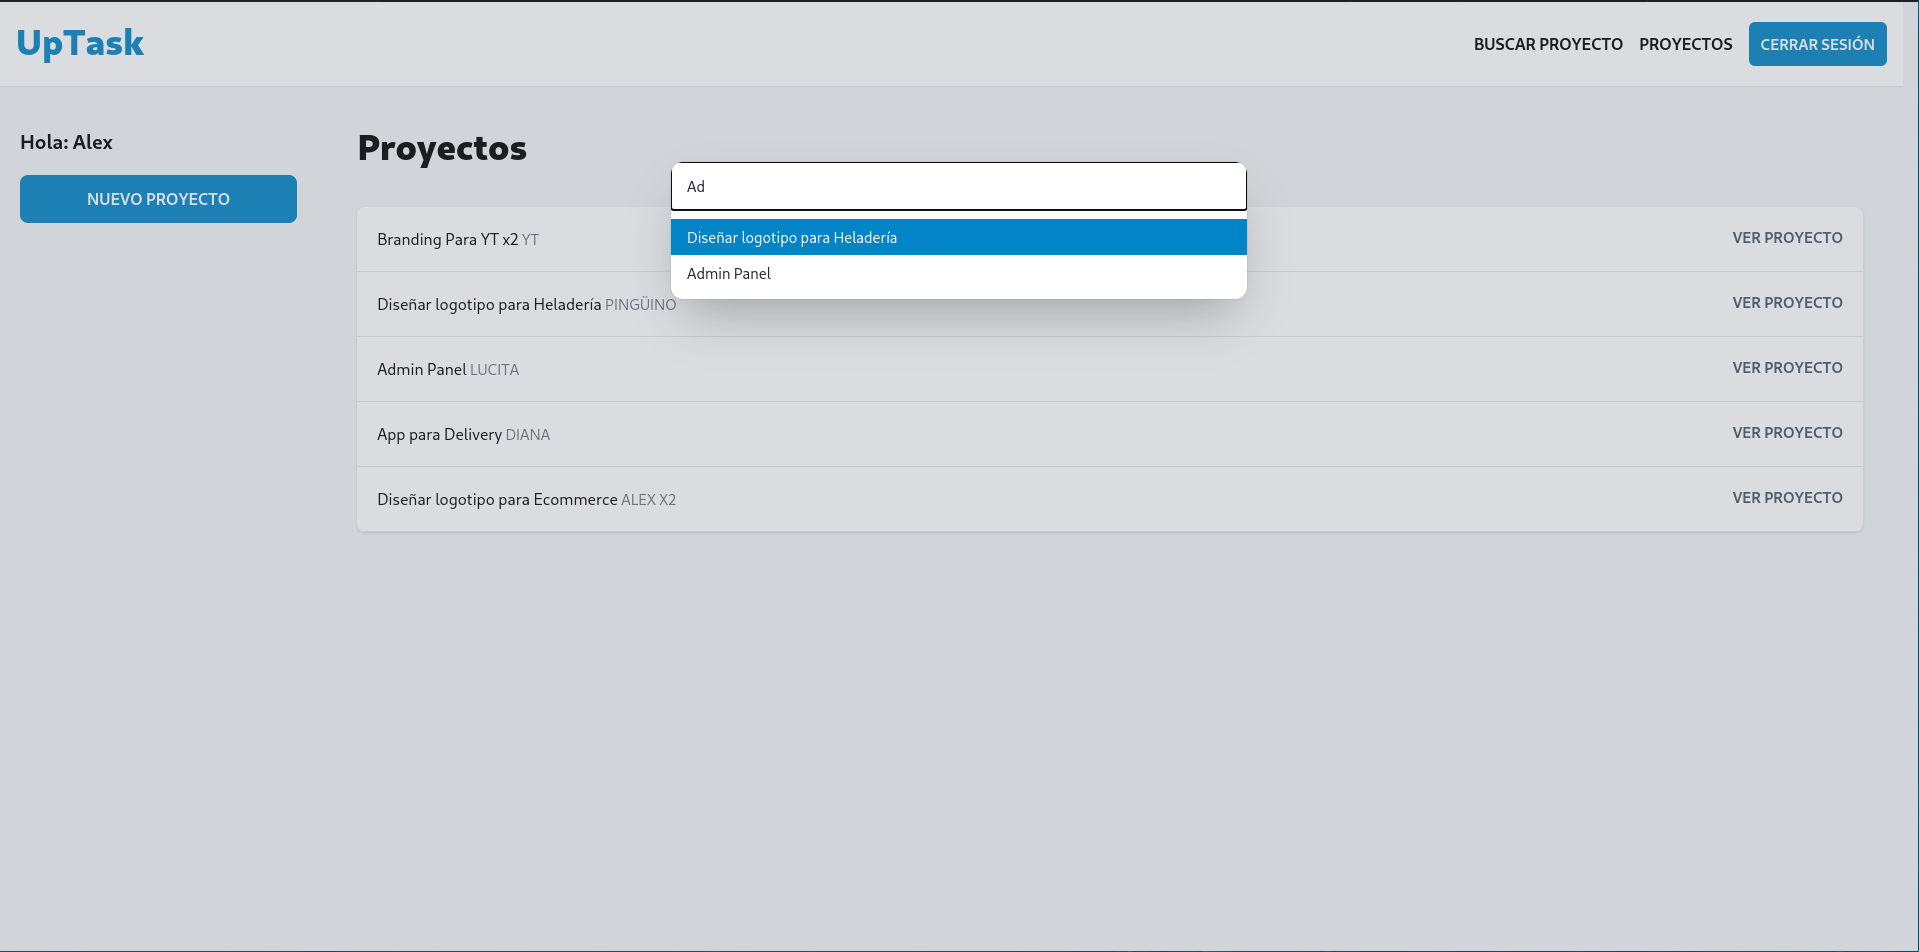 UpTask
BUSCAR PROYECTO PROYECTOS CERRAR SESIÓN
Hola: Alex
NUEVO PROYECTO
Proyectos
Ad
Diseñar logotipo para Heladería
Admin Panel
Branding Para YT x2 YT VER PROYECTO
Diseñar logotipo para Heladería PINGÜINO VER PROYECTO
Admin Panel LUCITA VER PROYECTO
App para Delivery DIANA VER PROYECTO
Diseñar logotipo para Ecommerce ALEX X2 VER PROYECTO